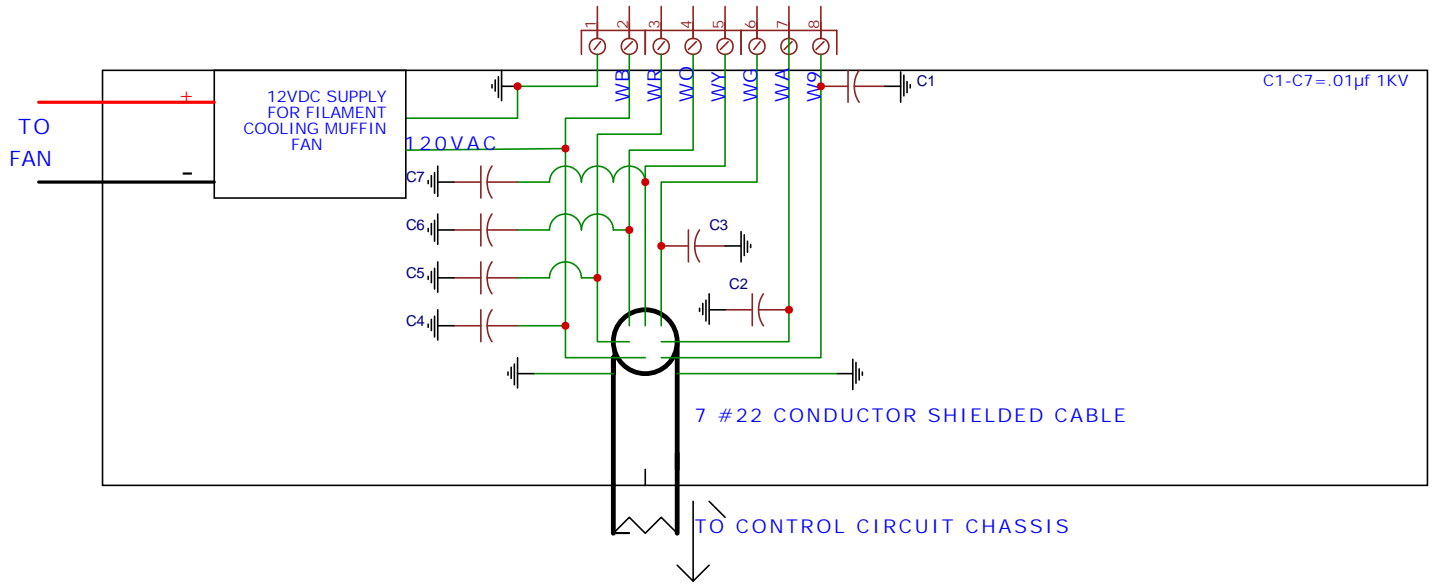 1 2 3 4 5 6 7 8
WB WR WO WY WG WA W9
C1
C1-C7=.01µf 1KV
+
12VDC SUPPLY
FOR FILAMENT
COOLING MUFFIN
FAN
TO
FAN
-
120VAC
C7
C6
C3
C5
C2
C4
7 #22 CONDUCTOR SHIELDED CABLE
TO CONTROL CIRCUIT CHASSIS